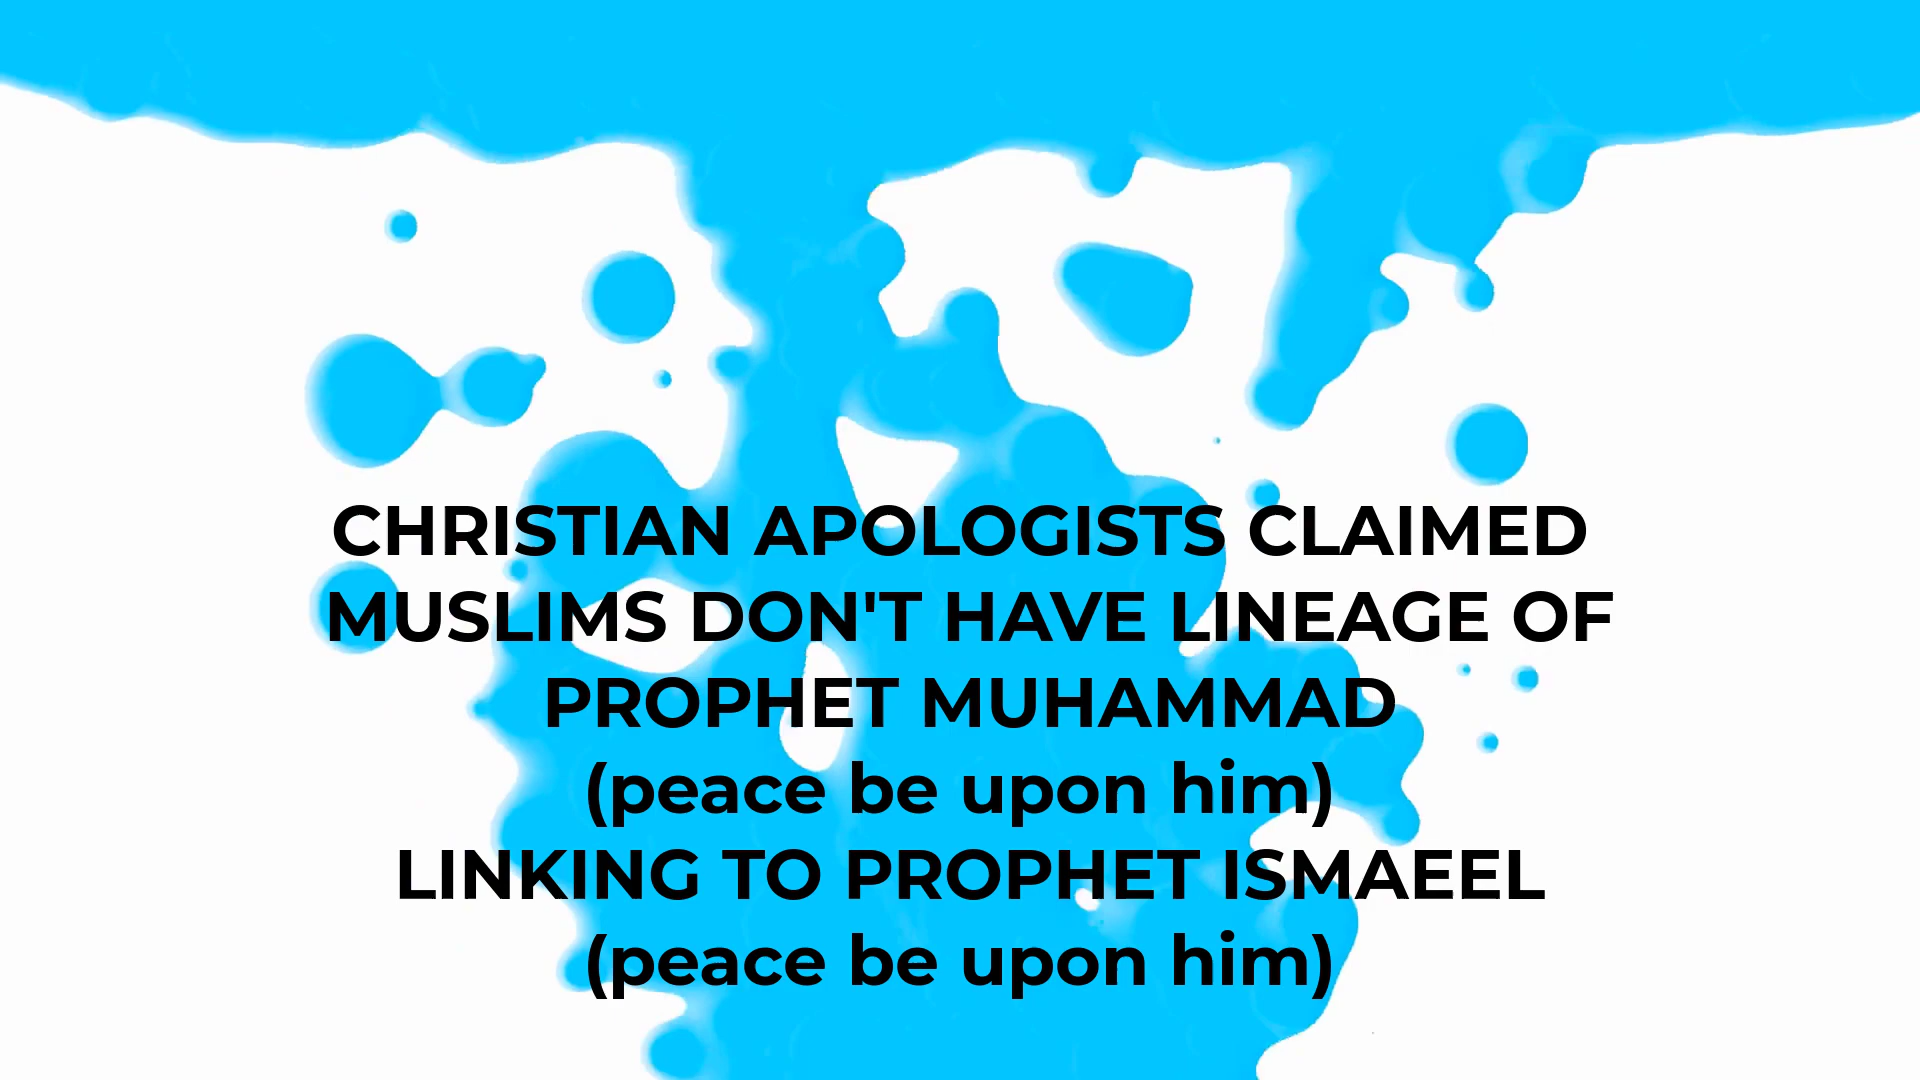 CHRISTIAN APOLOGISTS CLAIMED
MUSLIMS DON'T HAVE LINEAGE OF
PROPHET MUHAMMAD
(peace be upon him)
LINKING TO PROPHET ISMAEEL
(peace be upon him)